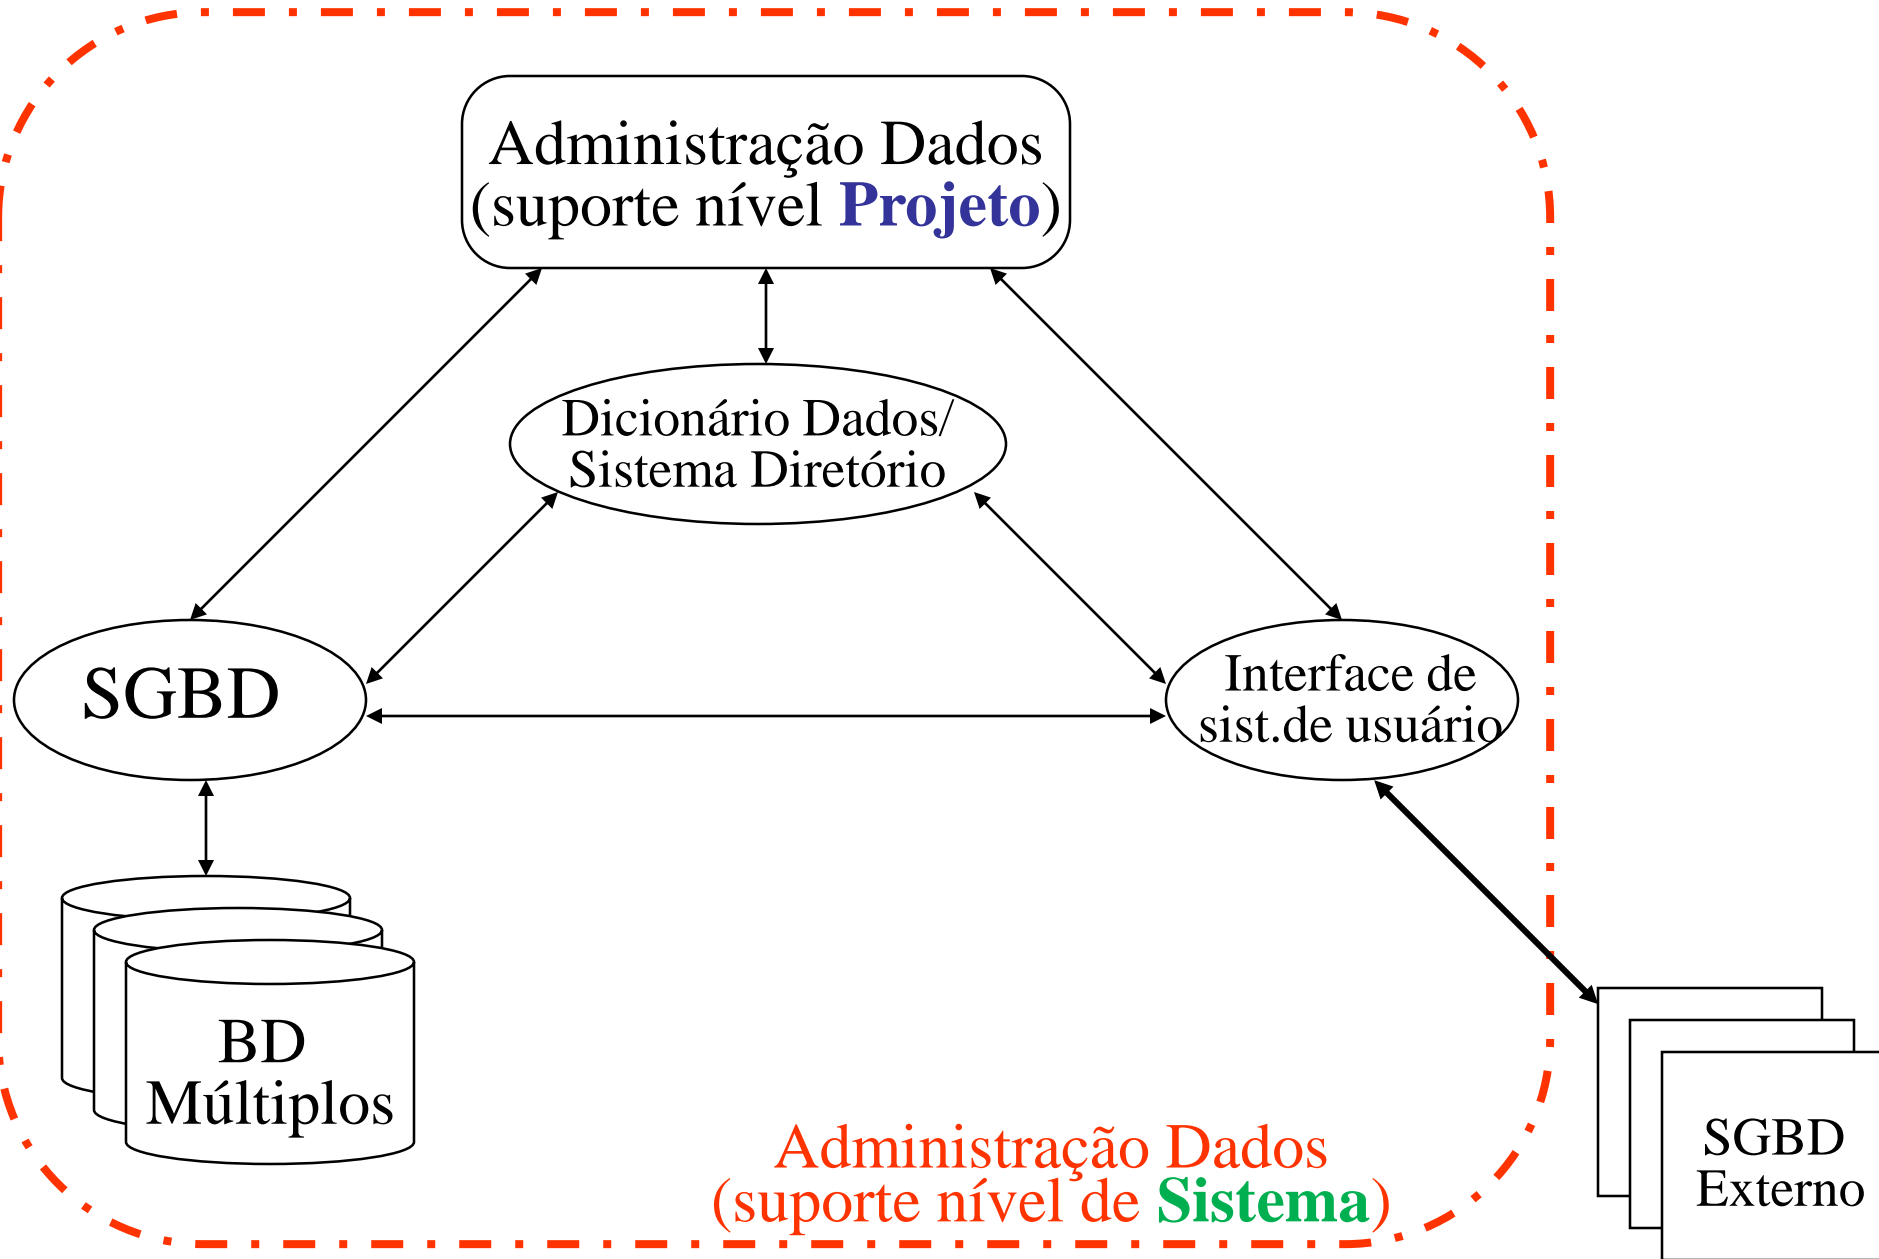 Administração Dados
(suporte nível Projeto)
Dicionário Dados/
Sistema Diretório
SGBD
Interface de
sist.de usuário
BD
Múltiplos
Administração Dados
(suporte nível de Sistema)
SGBD
Externo